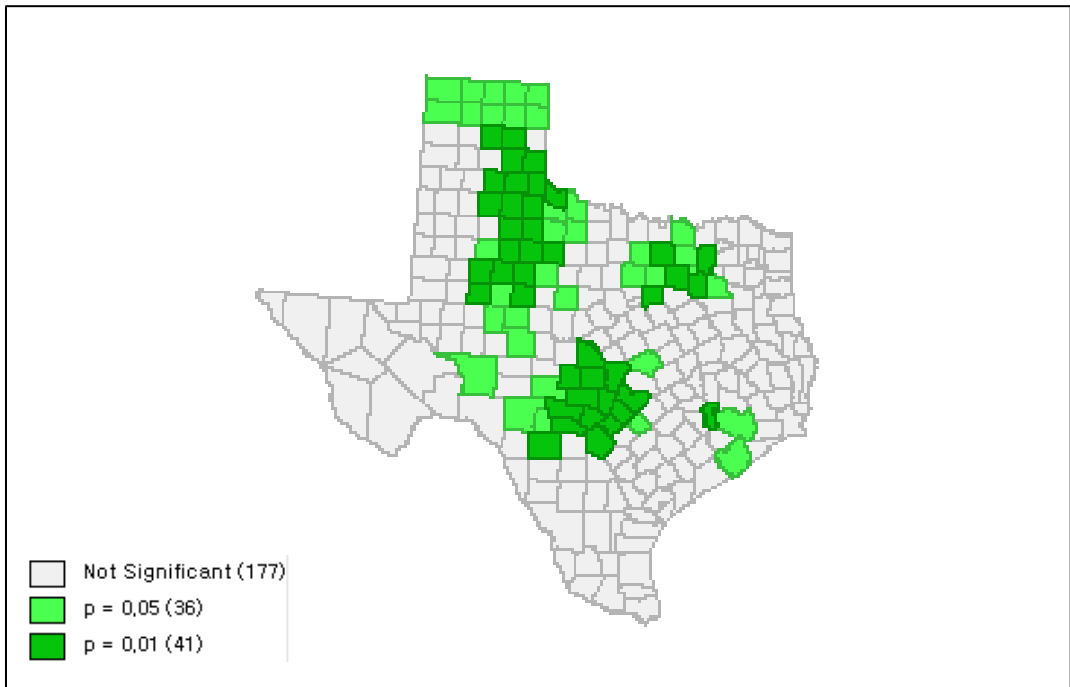 Not Significant (177)
p = 0,05 (36)
p = 0,01 (41)